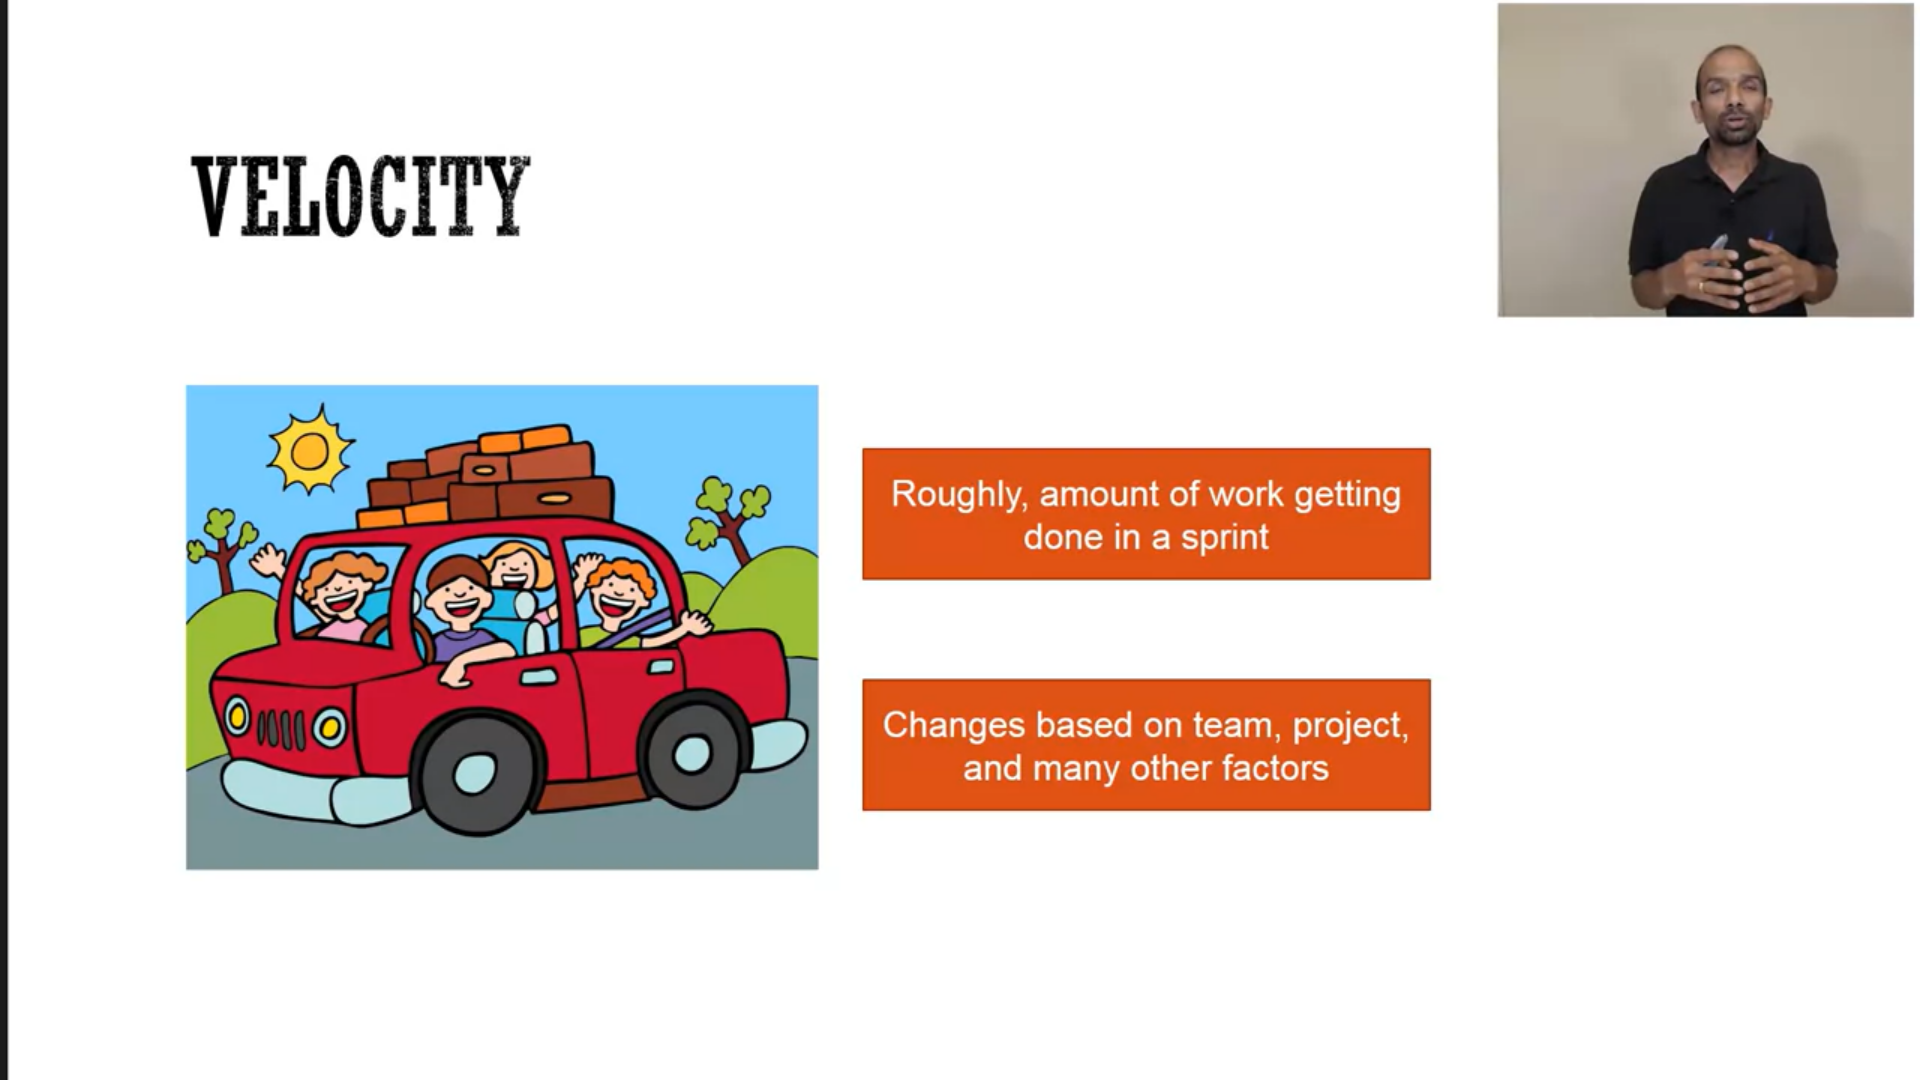 VELOCITY
Roughly, amount of work getting
done in a sprint
Changes based on team, project,
and many other factors